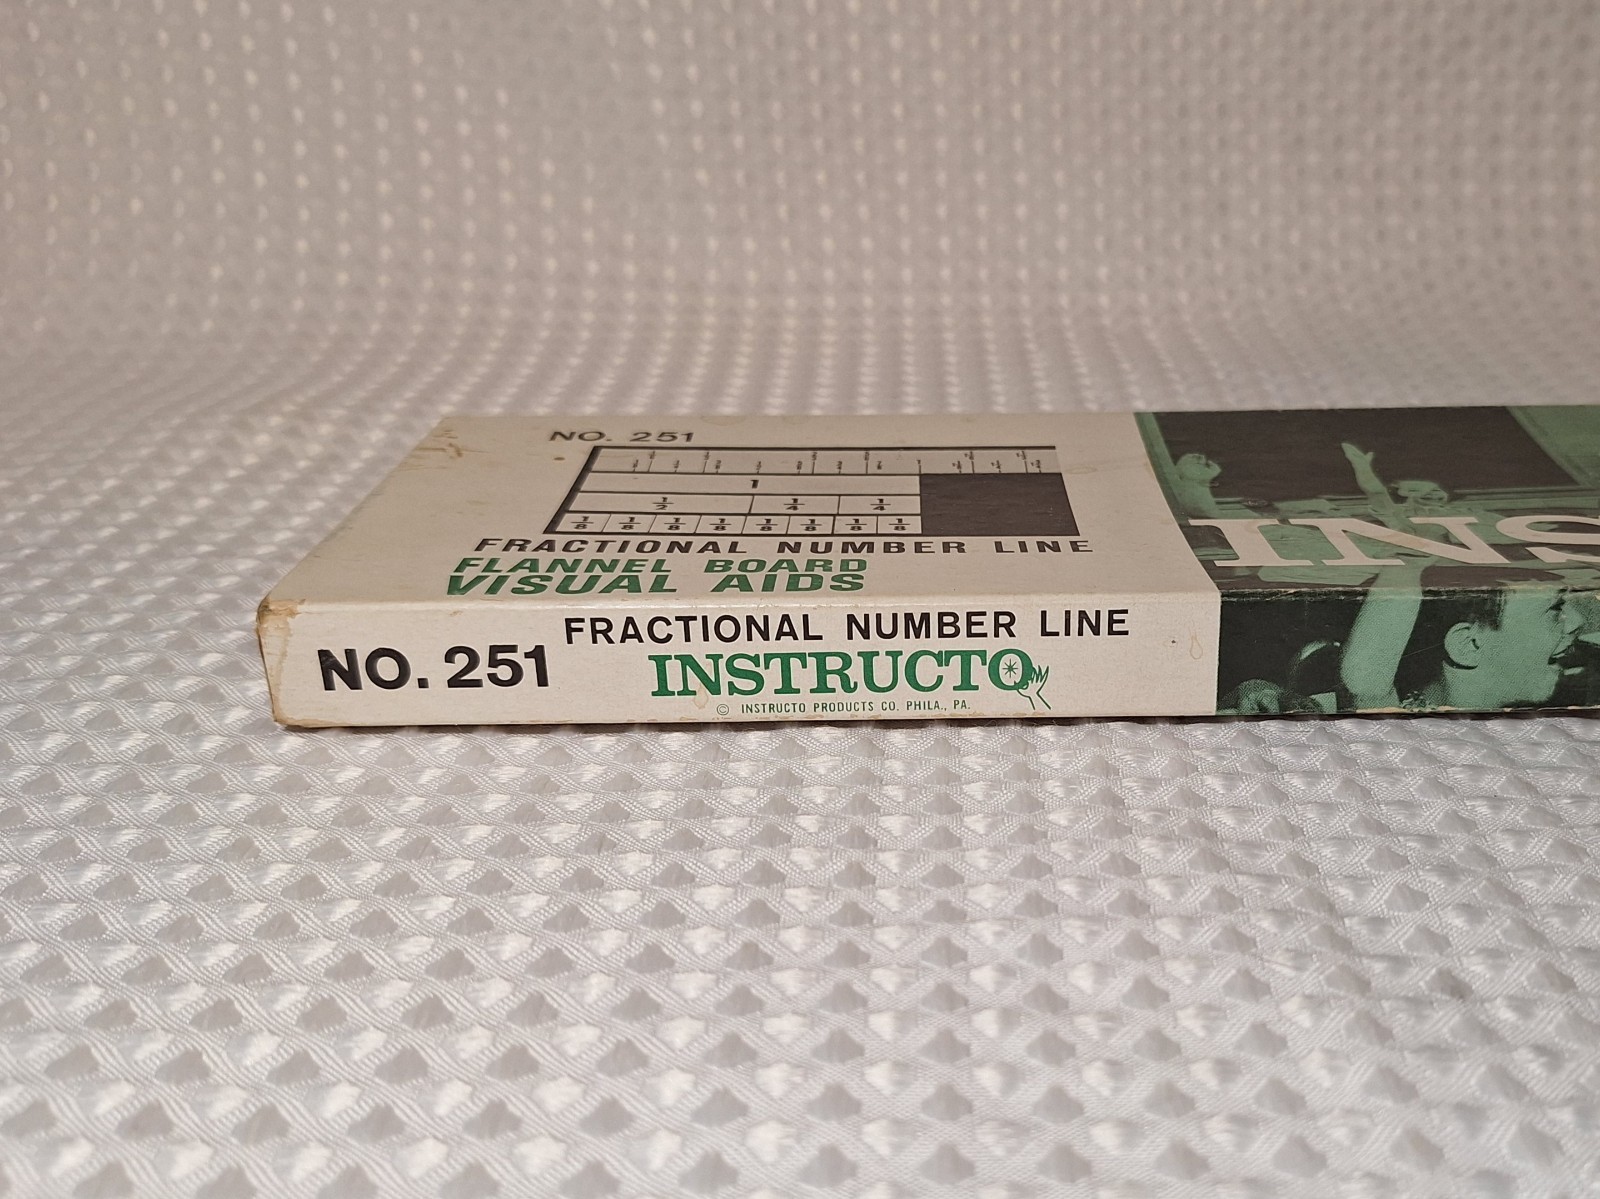 NO. 251
1
1/2 1/4 1/4
1/8 1/8 1/8 1/8 1/8 1/8 1/8 1/8
FRACTIONAL NUMBER LINE
FLANNEL BOARD
VISUAL AIDS
INS
NO. 251
FRACTIONAL NUMBER LINE
INSTRUCTO
© INSTRUCTO PRODUCTS CO. PHILA., PA.